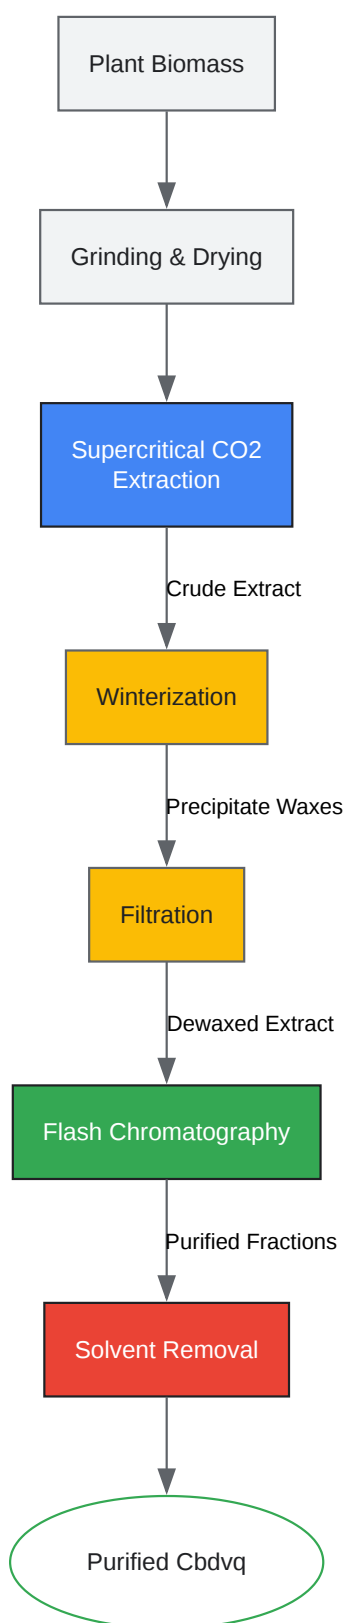 Plant Biomass
Grinding & Drying
Supercritical CO2
Extraction
Crude Extract
Winterization
Precipitate Waxes
Filtration
Dewaxed Extract
Flash Chromatography
Purified Fractions
Solvent Removal
Purified Cbdvq